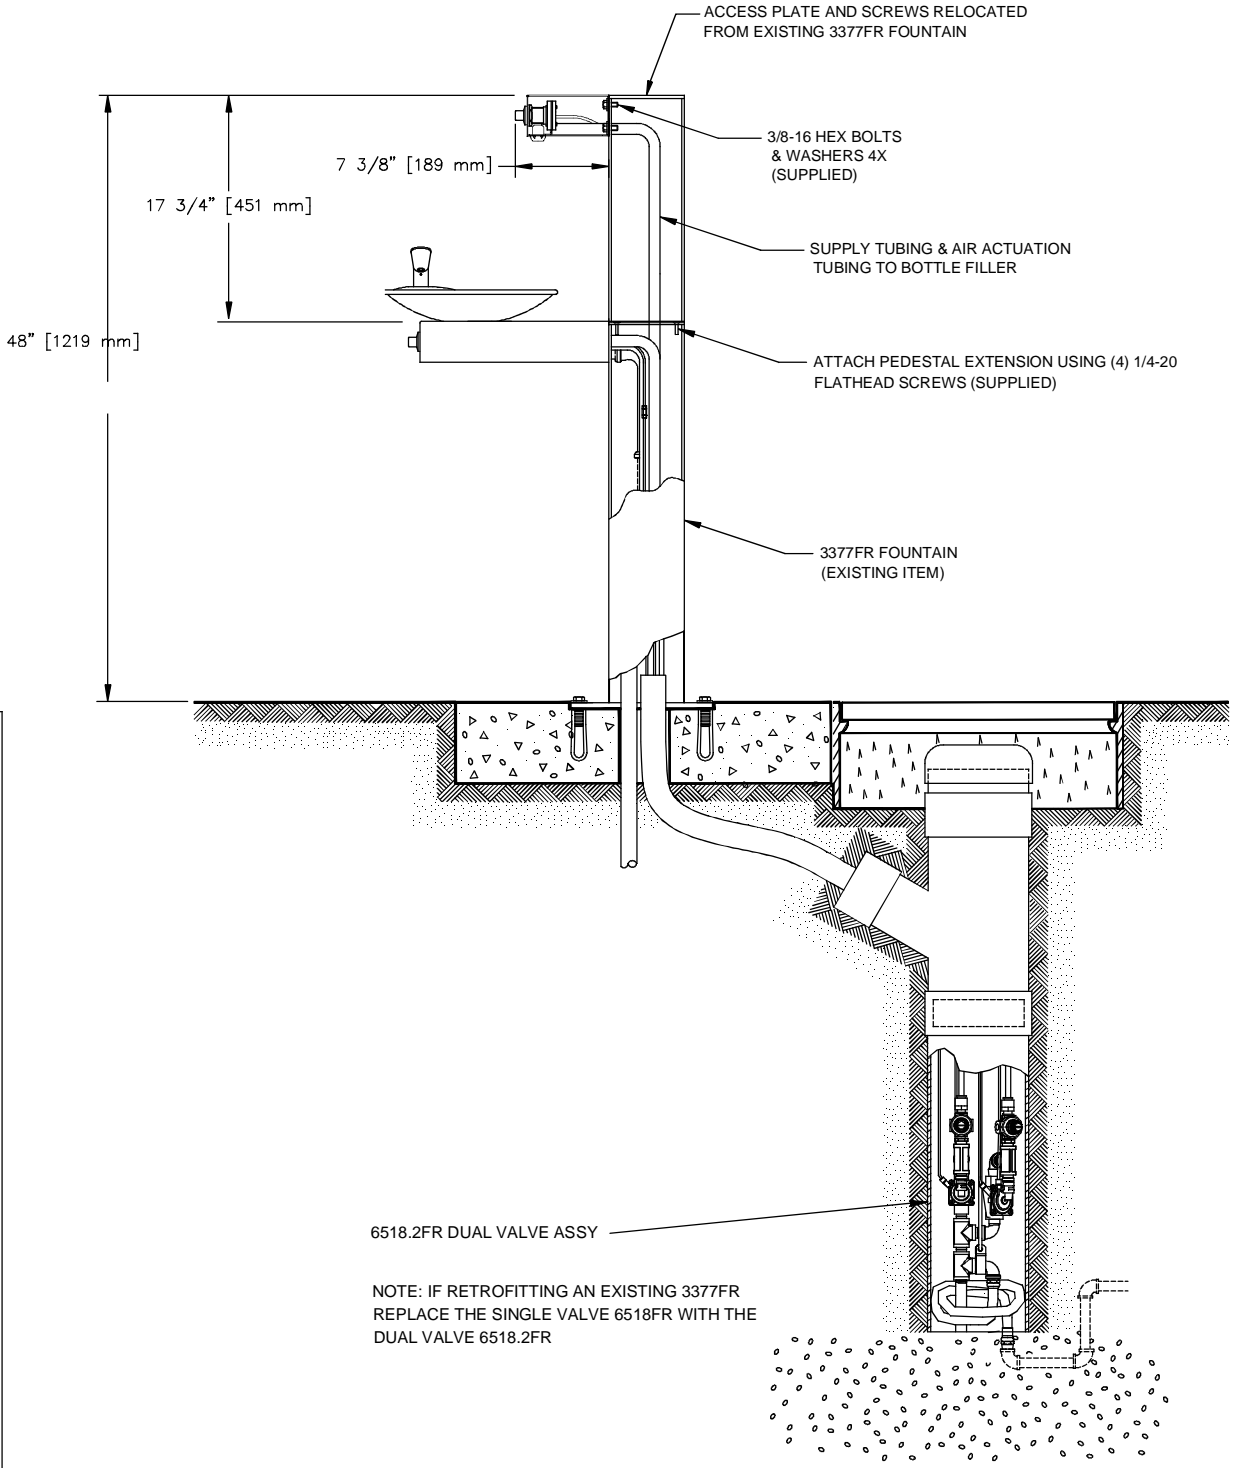 ACCESS PLATE AND SCREWS RELOCATED
FROM EXISTING 3377FR FOUNTAIN
3/8-16 HEX BOLTS
& WASHERS 4X
(SUPPLIED)
7 3/8" [189 mm]
17 3/4" [451 mm]
SUPPLY TUBING & AIR ACTUATION
TUBING TO BOTTLE FILLER
48" [1219 mm]
ATTACH PEDESTAL EXTENSION USING (4) 1/4-20
FLATHEAD SCREWS (SUPPLIED)
3377FR FOUNTAIN
(EXISTING ITEM)
6518.2FR DUAL VALVE ASSY
NOTE: IF RETROFITTING AN EXISTING 3377FR
REPLACE THE SINGLE VALVE 6518FR WITH THE
DUAL VALVE 6518.2FR